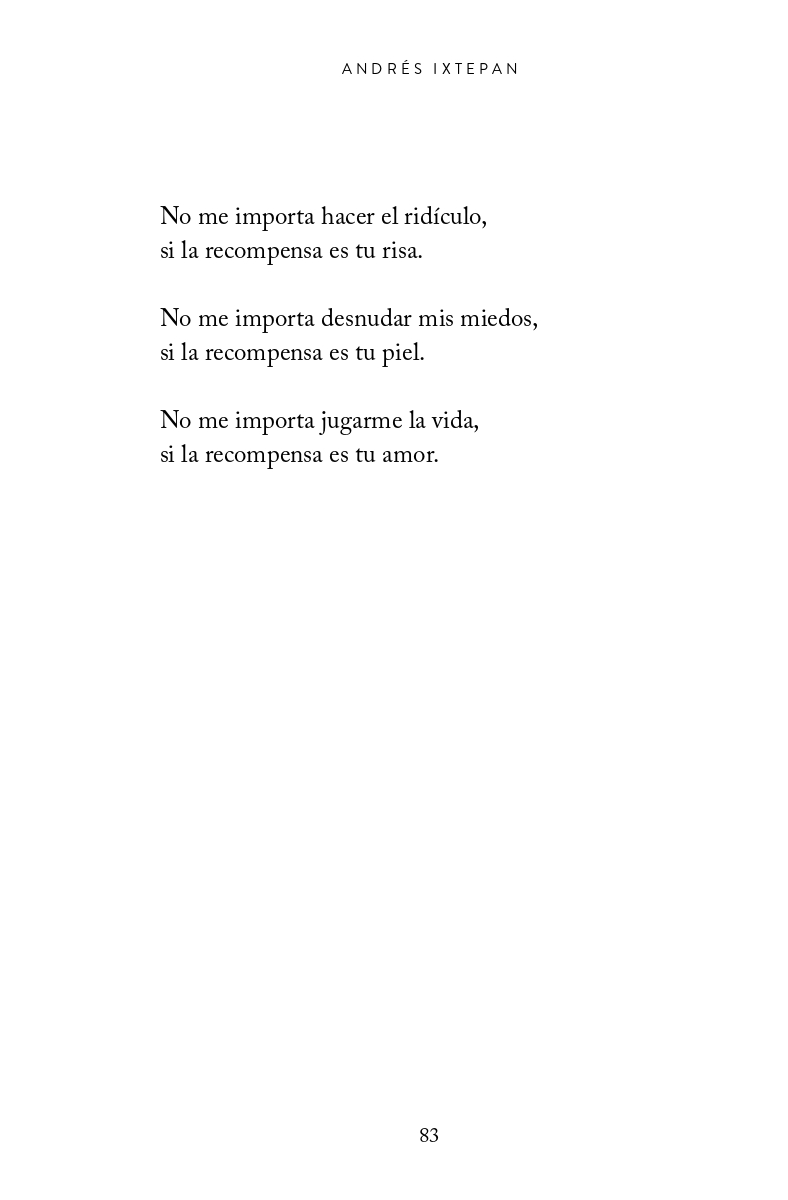 ANDRÉS IXTEPAN
No me importa hacer el ridículo,
si la recompensa es tu risa.
No me importa desnudar mis miedos,
si la recompensa es tu piel.
No me importa jugarme la vida,
si la recompensa es tu amor.
83